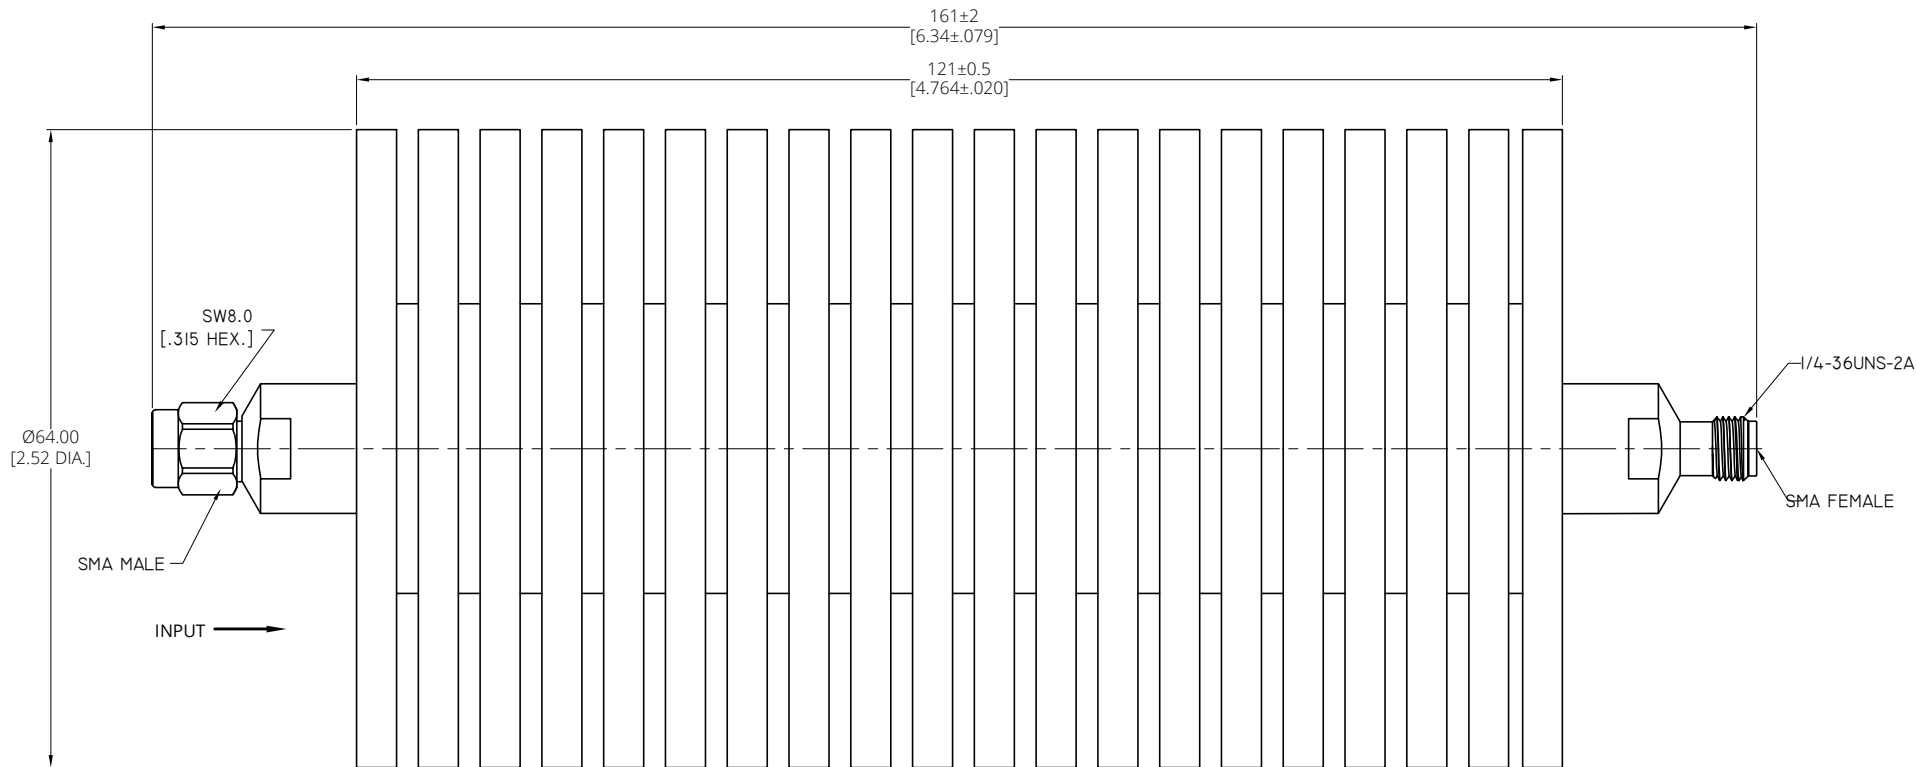 161±2
[6.34±.079]
121±0.5
[4.764±.020]
SW8.0
[.315 HEX.]
1/4-36UNS-2A
Ø64.00
[2.52 DIA.]
SMA FEMALE
SMA MALE
INPUT